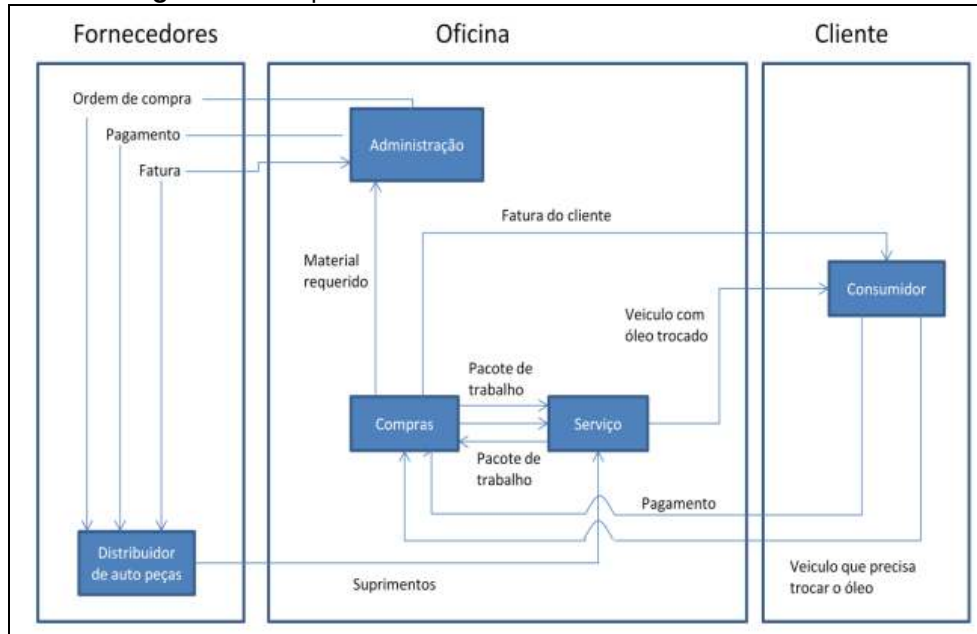 Fornecedores
Oficina
Cliente
Ordem de compra
Pagamento
Fatura
Administração
Fatura do cliente
Material
requerido
Consumidor
Veiculo com
óleo trocado
Pacote de
trabalho
Compras
Serviço
Pacote de
trabalho
Pagamento
Distribuidor
de auto peças
Suprimentos
Veiculo que precisa
trocar o óleo